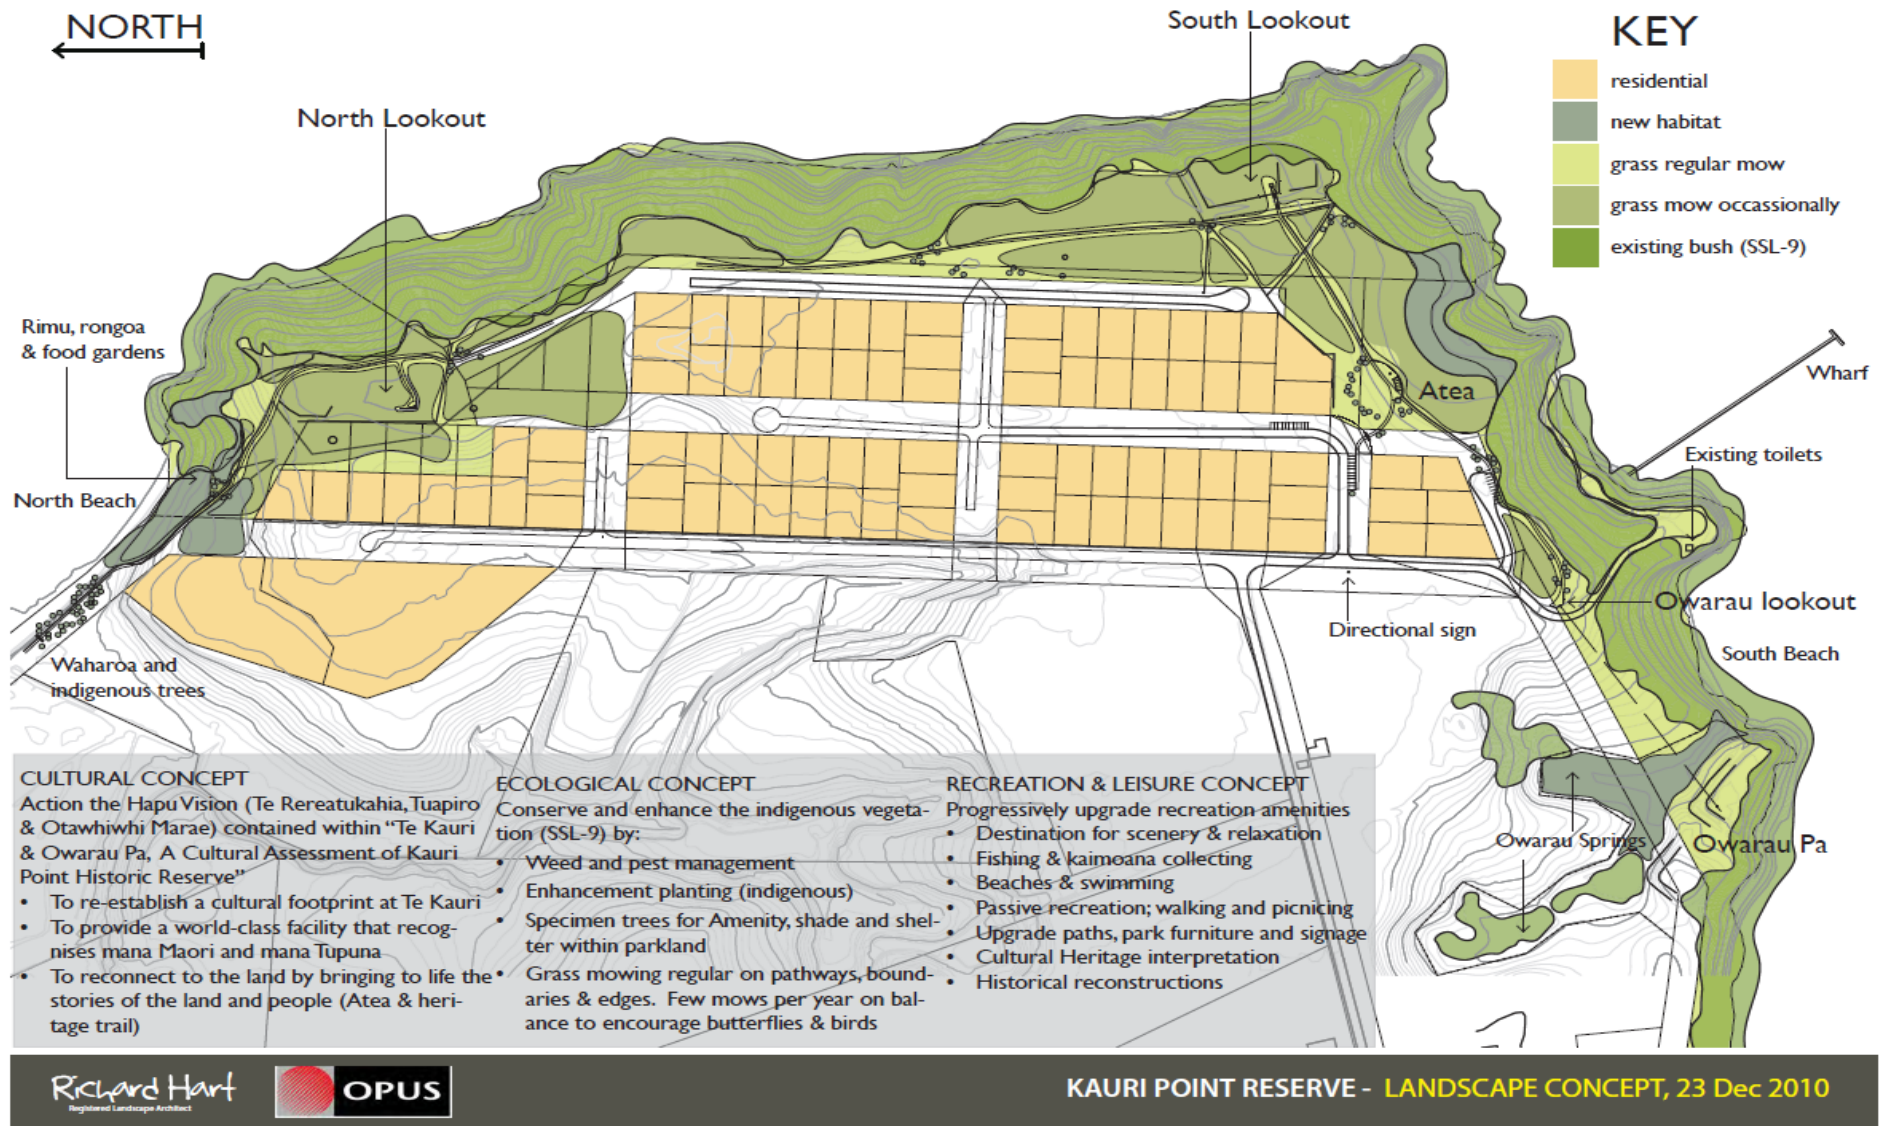 NORTH
South Lookout
KEY
residential
new habitat
grass regular mow
grass mow occassionally
existing bush (SSL-9)
North Lookout
Rimu, rongoa
& food gardens
Wharf
Atea
Existing toilets
North Beach
Owarau lookout
Directional sign
South Beach
Waharoa and
indigenous trees
Owarau Springs
Owarau Pa
CULTURAL CONCEPT
Action the Hapu Vision (Te Rereatukahia, Tuapiro
& Otawhiwhi Marae) contained within “Te Kauri
& Owarau Pa, A Cultural Assessment of Kauri
Point Historic Reserve”
• To re-establish a cultural footprint at Te Kauri
• To provide a world-class facility that recog-
nises mana Maori and mana Tupuna
• To reconnect to the land by bringing to life the
stories of the land and people (Atea & heri-
tage trail)
ECOLOGICAL CONCEPT
Conserve and enhance the indigenous vegeta-
tion (SSL-9) by:
• Weed and pest management
• Enhancement planting (indigenous)
• Specimen trees for Amenity, shade and shel-
ter within parkland
• Grass mowing regular on pathways, bound-
aries & edges. Few mows per year on bal-
ance to encourage butterflies & birds
RECREATION & LEISURE CONCEPT
Progressively upgrade recreation amenities
• Destination for scenery & relaxation
• Fishing & kaimoana collecting
• Beaches & swimming
• Passive recreation; walking and picnicing
• Upgrade paths, park furniture and signage
• Cultural Heritage interpretation
• Historical reconstructions
Richard Hart
Registered Landscape Architect
OPUS
KAURI POINT RESERVE - LANDSCAPE CONCEPT, 23 Dec 2010